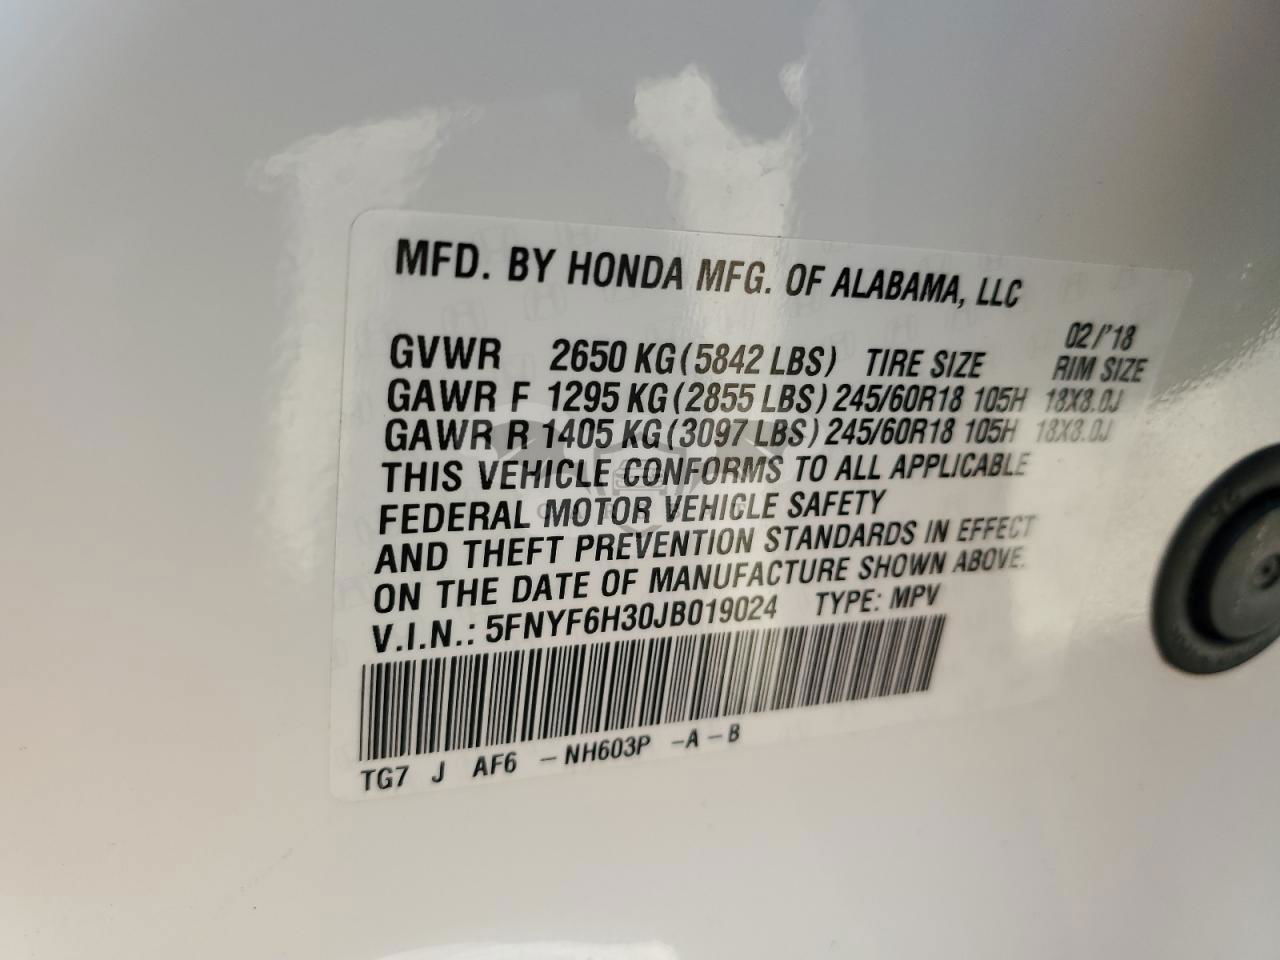 MFD. BY HONDA MFG. OF ALABAMA, LLC
02/'18
GVWR 2650 KG (5842 LBS) TIRE SIZE RIM SIZE
GAWR F 1295 KG (2855 LBS) 245/60R18 105H 18X8.0J
GAWR R 1405 KG (3097 LBS) 245/60R18 105H 18X8.0J
THIS VEHICLE CONFORMS TO ALL APPLICABLE
FEDERAL MOTOR VEHICLE SAFETY
AND THEFT PREVENTION STANDARDS IN EFFECT
ON THE DATE OF MANUFACTURE SHOWN ABOVE.
V.I.N.: 5FNYF6H30JB019024 TYPE: MPV
TG7 J AF6 – NH603P –A – B